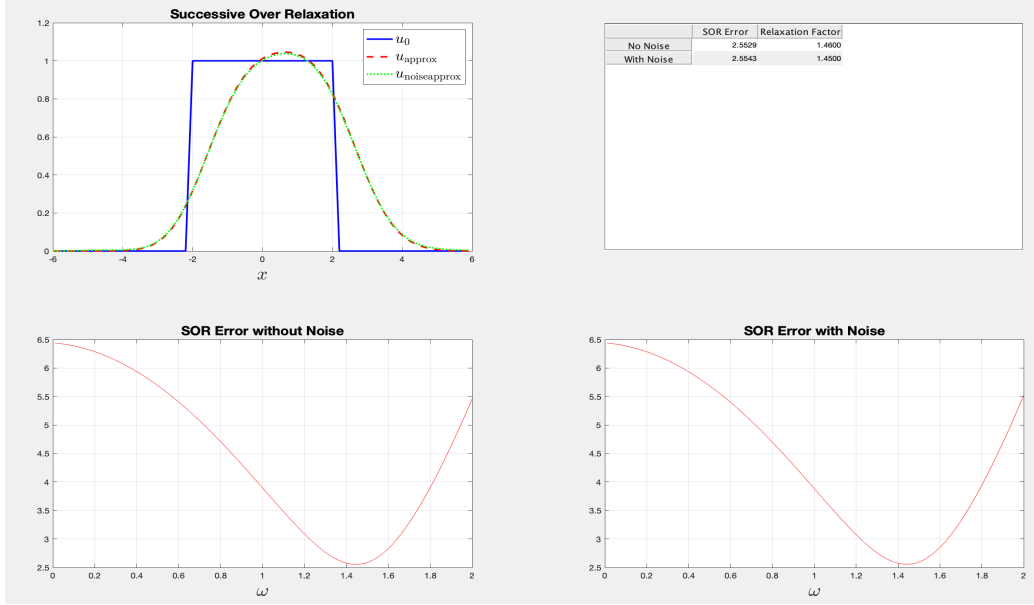 Successive Over Relaxation
1.2
1
0.8
0.6
0.4
0.2
0
-6 -4 -2 0 2 4 6
x
u0
uapprox
unoiseapprox
SOR Error Relaxation Factor
No Noise 2.5529 1.4600
With Noise 2.5543 1.4500
SOR Error without Noise
6.5
6
5.5
5
4.5
4
3.5
3
2.5
0 0.2 0.4 0.6 0.8 1 1.2 1.4 1.6 1.8 2
ω
SOR Error with Noise
6.5
6
5.5
5
4.5
4
3.5
3
2.5
0 0.2 0.4 0.6 0.8 1 1.2 1.4 1.6 1.8 2
ω